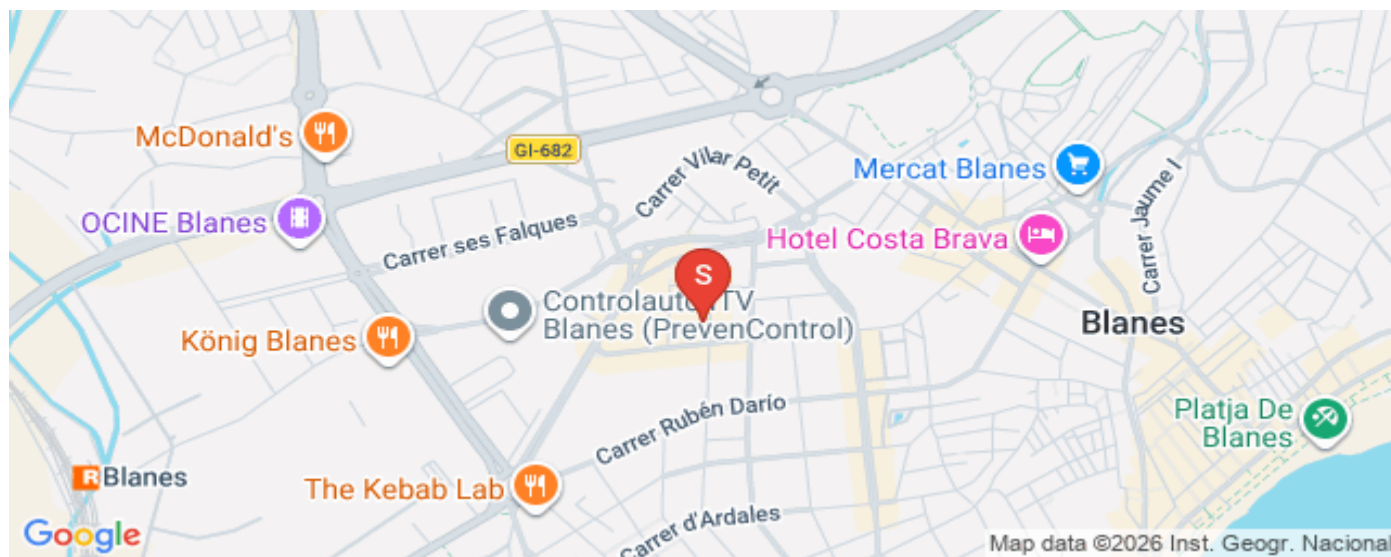 McDonald's
GI-682
Carrer Vilar Petit
Mercat Blanes
Carrer Jaume I
OCINE Blanes
Carrer ses Falques
Hotel Costa Brava
S
Controlauto ITV
Blanes (PrevenControl)
König Blanes
Blanes
Carrer Rubén Darío
Platja De
Blanes
R Blanes
The Kebab Lab
Carrer d'Ardales
Google
Map data ©2026 Inst. Geogr. Nacional